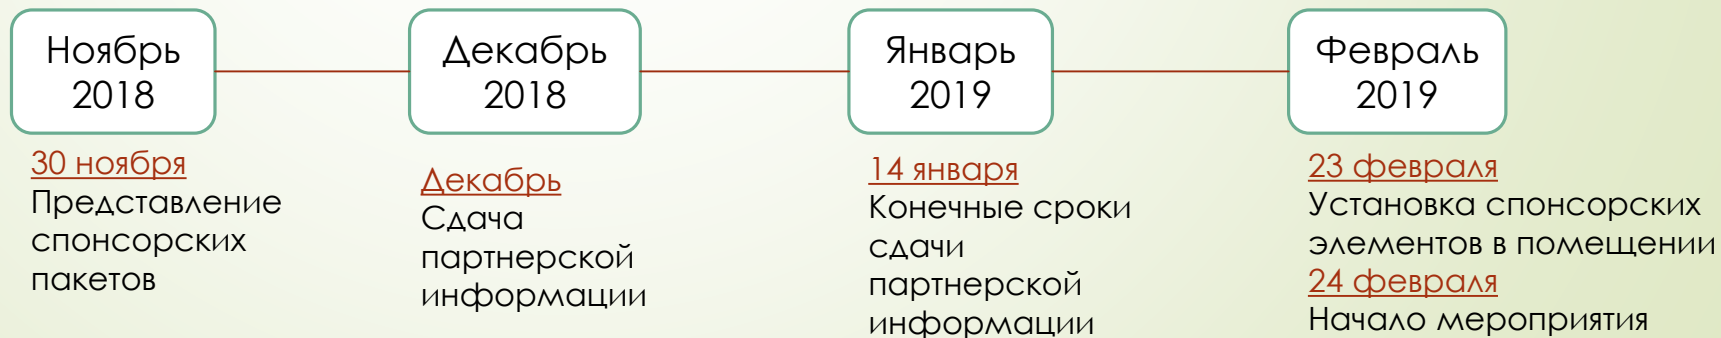 Ноябрь
2018
Декабрь
2018
Январь
2019
Февраль
2019
30 ноября
Представление
спонсорских
пакетов
Декабрь
Сдача
партнерской
информации
14 января
Конечные сроки
сдачи
партнерской
информации
23 февраля
Установка спонсорских
элементов в помещении
24 февраля
Начало мероприятия